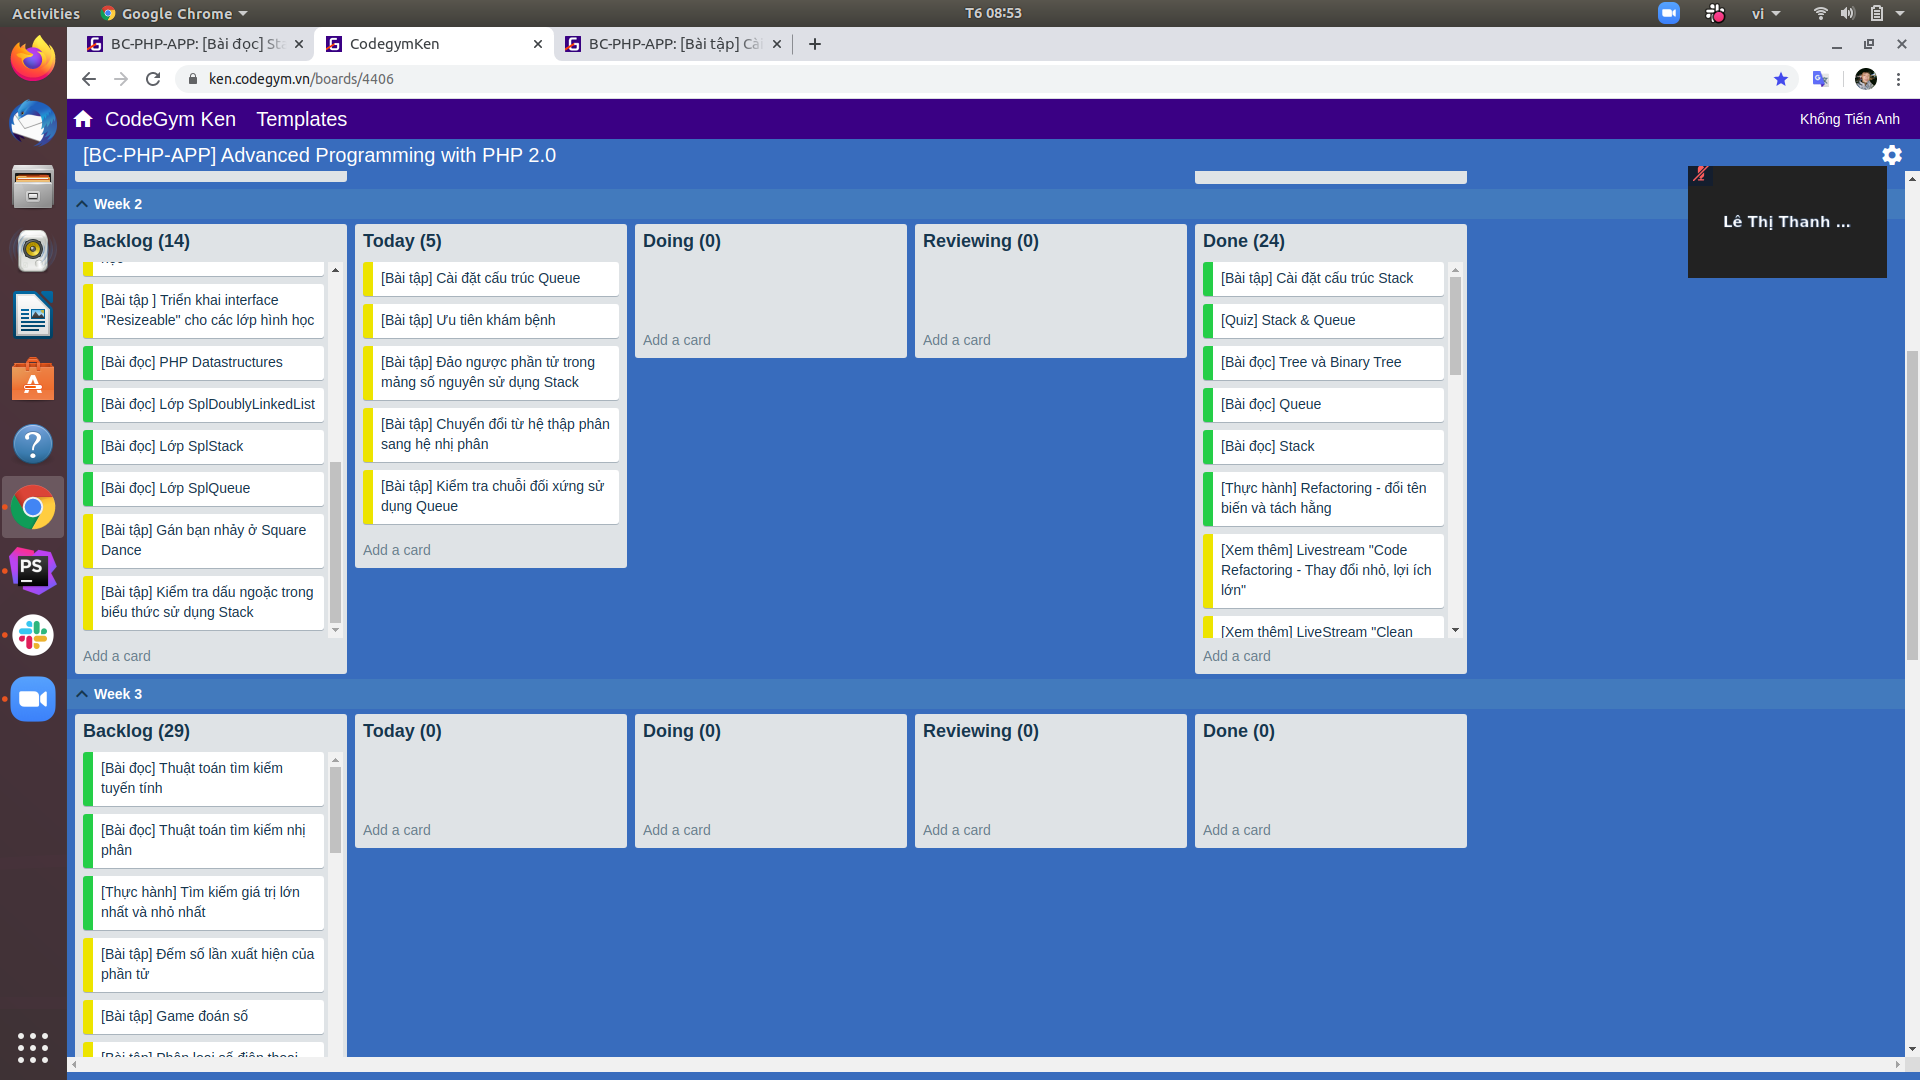 Activities
Google Chrome
T6 08:53
vi
BC-PHP-APP: [Bài đọc] Sta
CodegymKen
BC-PHP-APP: [Bài tập] Cài
ken.codegym.vn/boards/4406
CodeGym Ken
Templates
Khổng Tiến Anh
[BC-PHP-APP] Advanced Programming with PHP 2.0
Lê Thị Thanh ...
Week 2
Backlog (14)
[Bài tập ] Triển khai interface
"Resizeable" cho các lớp hình học
[Bài đọc] PHP Datastructures
[Bài đọc] Lớp SplDoublyLinkedList
[Bài đọc] Lớp SplStack
[Bài đọc] Lớp SplQueue
[Bài tập] Gán bạn nhảy ở Square
Dance
[Bài tập] Kiểm tra dấu ngoặc trong
biểu thức sử dụng Stack
Add a card
Today (5)
[Bài tập] Cài đặt cấu trúc Queue
[Bài tập] Ưu tiên khám bệnh
[Bài tập] Đảo ngược phần tử trong
mảng số nguyên sử dụng Stack
[Bài tập] Chuyển đổi từ hệ thập phân
sang hệ nhị phân
[Bài tập] Kiểm tra chuỗi đối xứng sử
dụng Queue
Add a card
Doing (0)
Add a card
Reviewing (0)
Add a card
Done (24)
[Bài tập] Cài đặt cấu trúc Stack
[Quiz] Stack & Queue
[Bài đọc] Tree và Binary Tree
[Bài đọc] Queue
[Bài đọc] Stack
[Thực hành] Refactoring - đổi tên
biến và tách hằng
[Xem thêm] Livestream "Code
Refactoring - Thay đổi nhỏ, lợi ích
lớn"
[Xem thêm] LiveStream "Clean
Add a card
Week 3
Backlog (29)
[Bài đọc] Thuật toán tìm kiếm
tuyến tính
[Bài đọc] Thuật toán tìm kiếm nhị
phân
[Thực hành] Tìm kiếm giá trị lớn
nhất và nhỏ nhất
[Bài tập] Đếm số lần xuất hiện của
phần tử
[Bài tập] Game đoán số
[Bài tập] Phân loại số điện thoại
Today (0)
Add a card
Doing (0)
Add a card
Reviewing (0)
Add a card
Done (0)
Add a card
PS